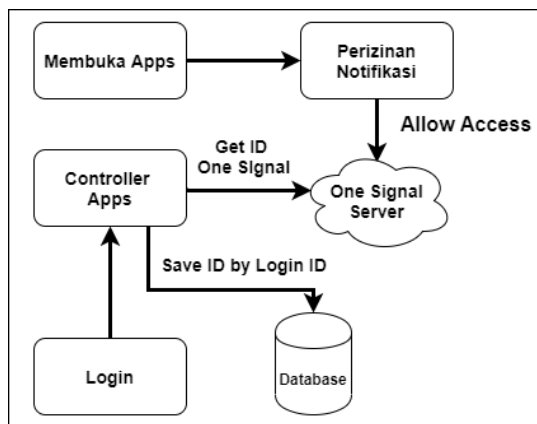 Membuka Apps
Perizinan
Notifikasi
Allow Access
Get ID
One Signal
Controller
Apps
One Signal
Server
Save ID by Login ID
Login
Database